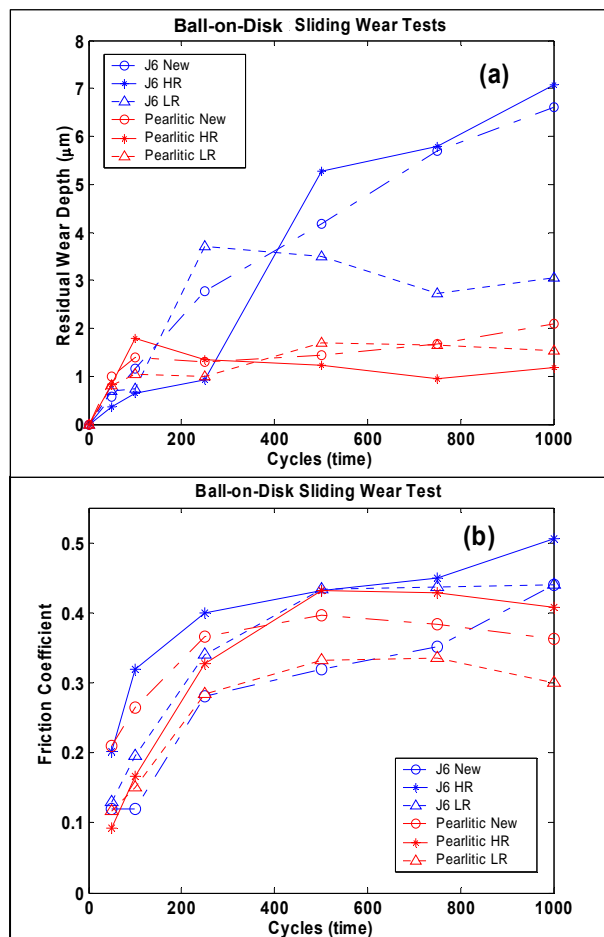 Ball-on-Disk Sliding Wear Tests
(a)
J6 New
J6 HR
J6 LR
Pearlitic New
Pearlitic HR
Pearlitic LR
Residual Wear Depth (μm)
8
7
6
5
4
3
2
1
0
0 200 400 600 800 1000
Cycles (time)
Ball-on-Disk Sliding Wear Test
(b)
Friction Coefficient
0.5
0.4
0.3
0.2
0.1
0
J6 New
J6 HR
J6 LR
Pearlitic New
Pearlitic HR
Pearlitic LR
0 200 400 600 800 1000
Cycles (time)